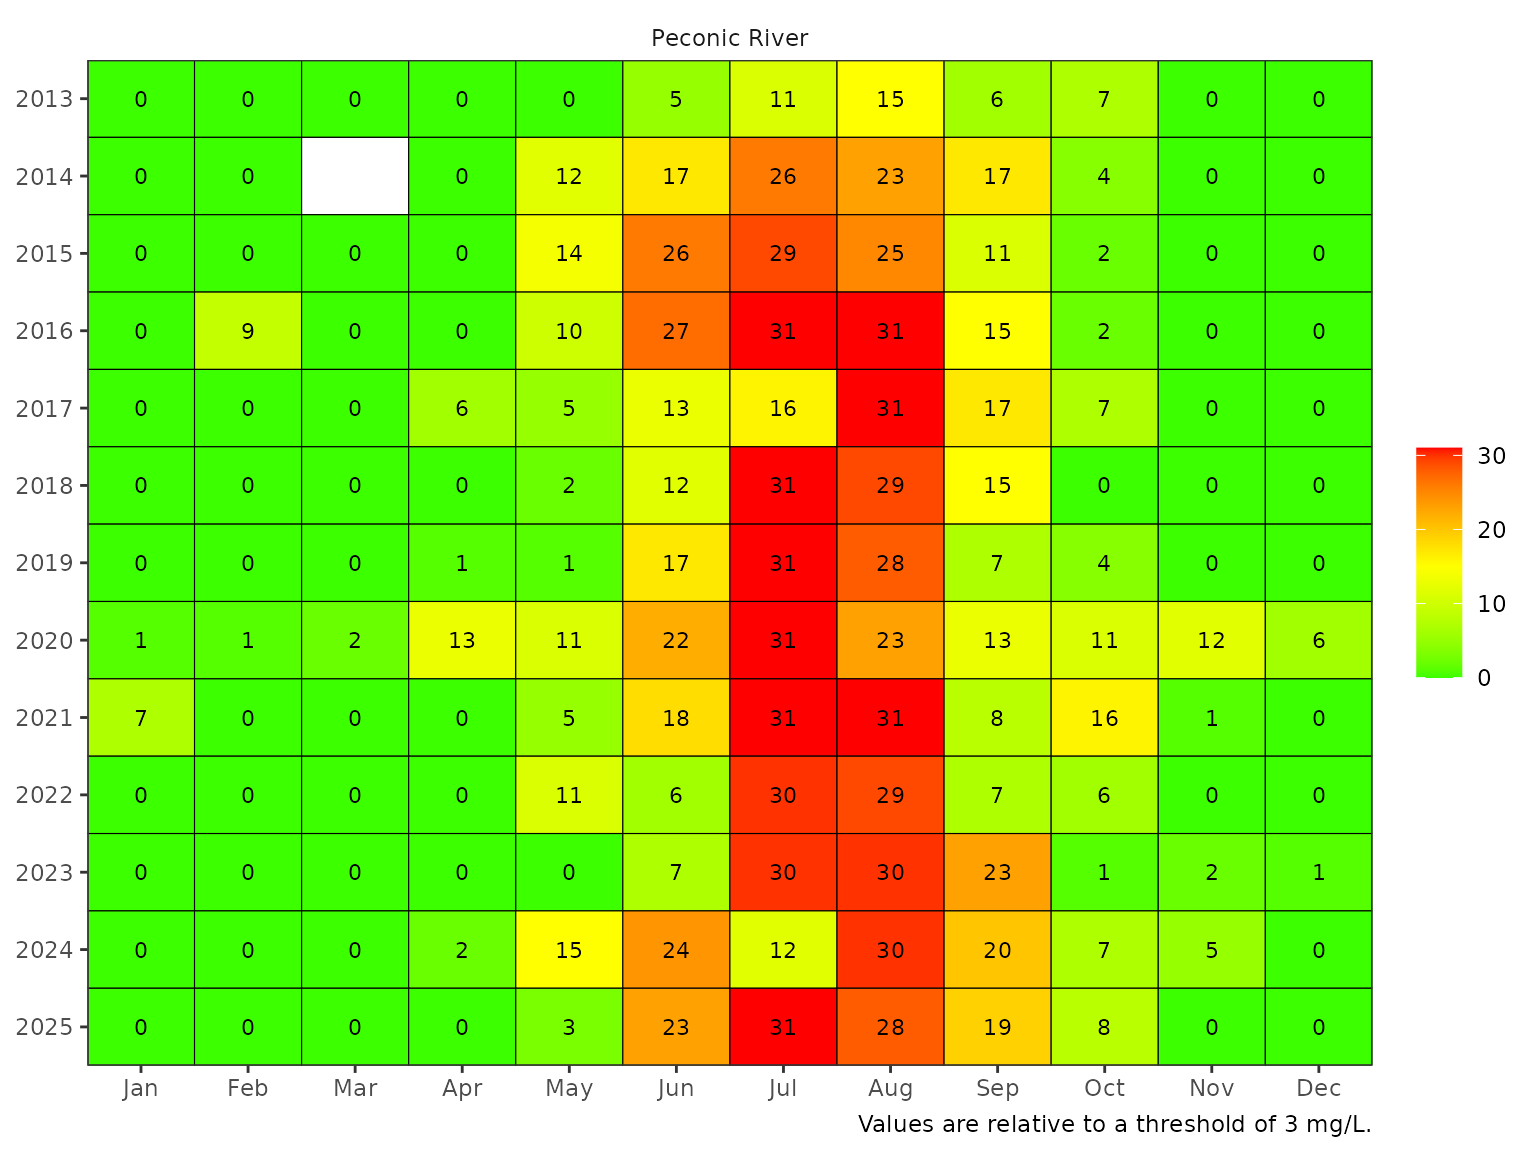 Peconic River
2013 0 0 0 0 0 5 11 15 6 7 0 0
2014 0 0 0 12 17 26 23 17 4 0 0
2015 0 0 0 0 14 26 29 25 11 2 0 0
2016 0 9 0 0 10 27 31 31 15 2 0 0
2017 0 0 0 6 5 13 16 31 17 7 0 0
2018 0 0 0 0 2 12 31 29 15 0 0 0
2019 0 0 0 1 1 17 31 28 7 4 0 0
2020 1 1 2 13 11 22 31 23 13 11 12 6
2021 7 0 0 0 5 18 31 31 8 16 1 0
2022 0 0 0 0 11 6 30 29 7 6 0 0
2023 0 0 0 0 0 7 30 30 23 1 2 1
2024 0 0 0 2 15 24 12 30 20 7 5 0
2025 0 0 0 0 3 23 31 28 19 8 0 0
Jan Feb Mar Apr May Jun Jul Aug Sep Oct Nov Dec
Values are relative to a threshold of 3 mg/L.
30
20
10
0